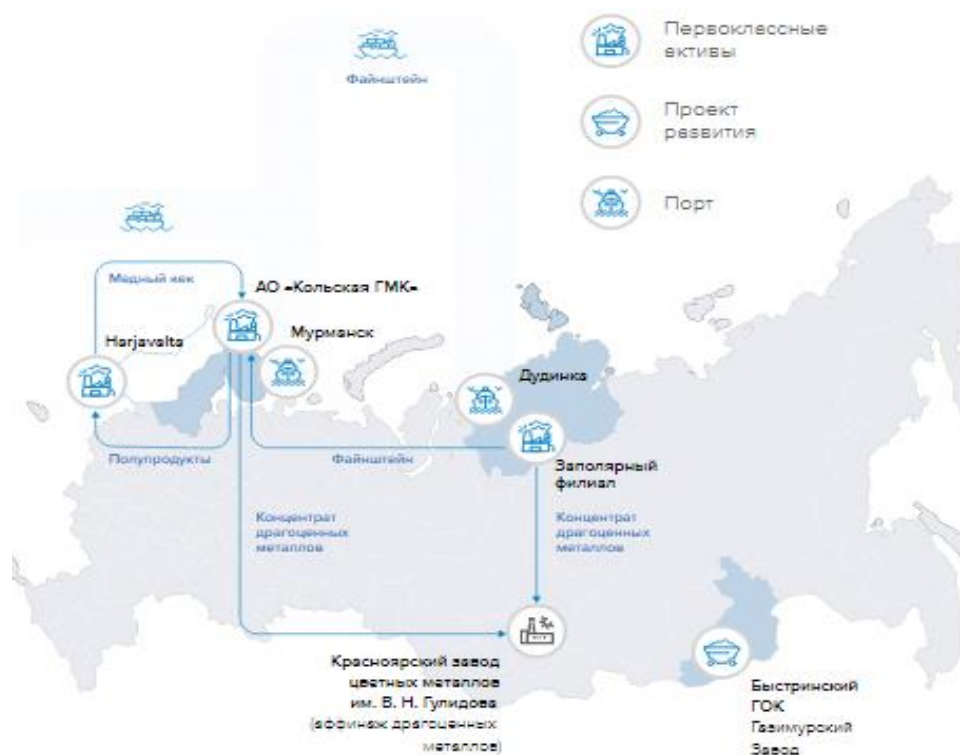 Файнштейн
Первоклассные
активы
Проект
развития
Порт
Медный кек
АО «Кольская ГМК»
Harjavalta
Мурманск
Дудинка
Полупродукты
Файнштейн
Заполярный
филиал
Концентрат
драгоценных
металлов
Концентрат
драгоценных
металлов
Красноярский завод
цветных металлов
им. В. Н. Гулидова
(аффинаж драгоценных
металлов)
Быстринский
ГОК
Газимурский
Завод